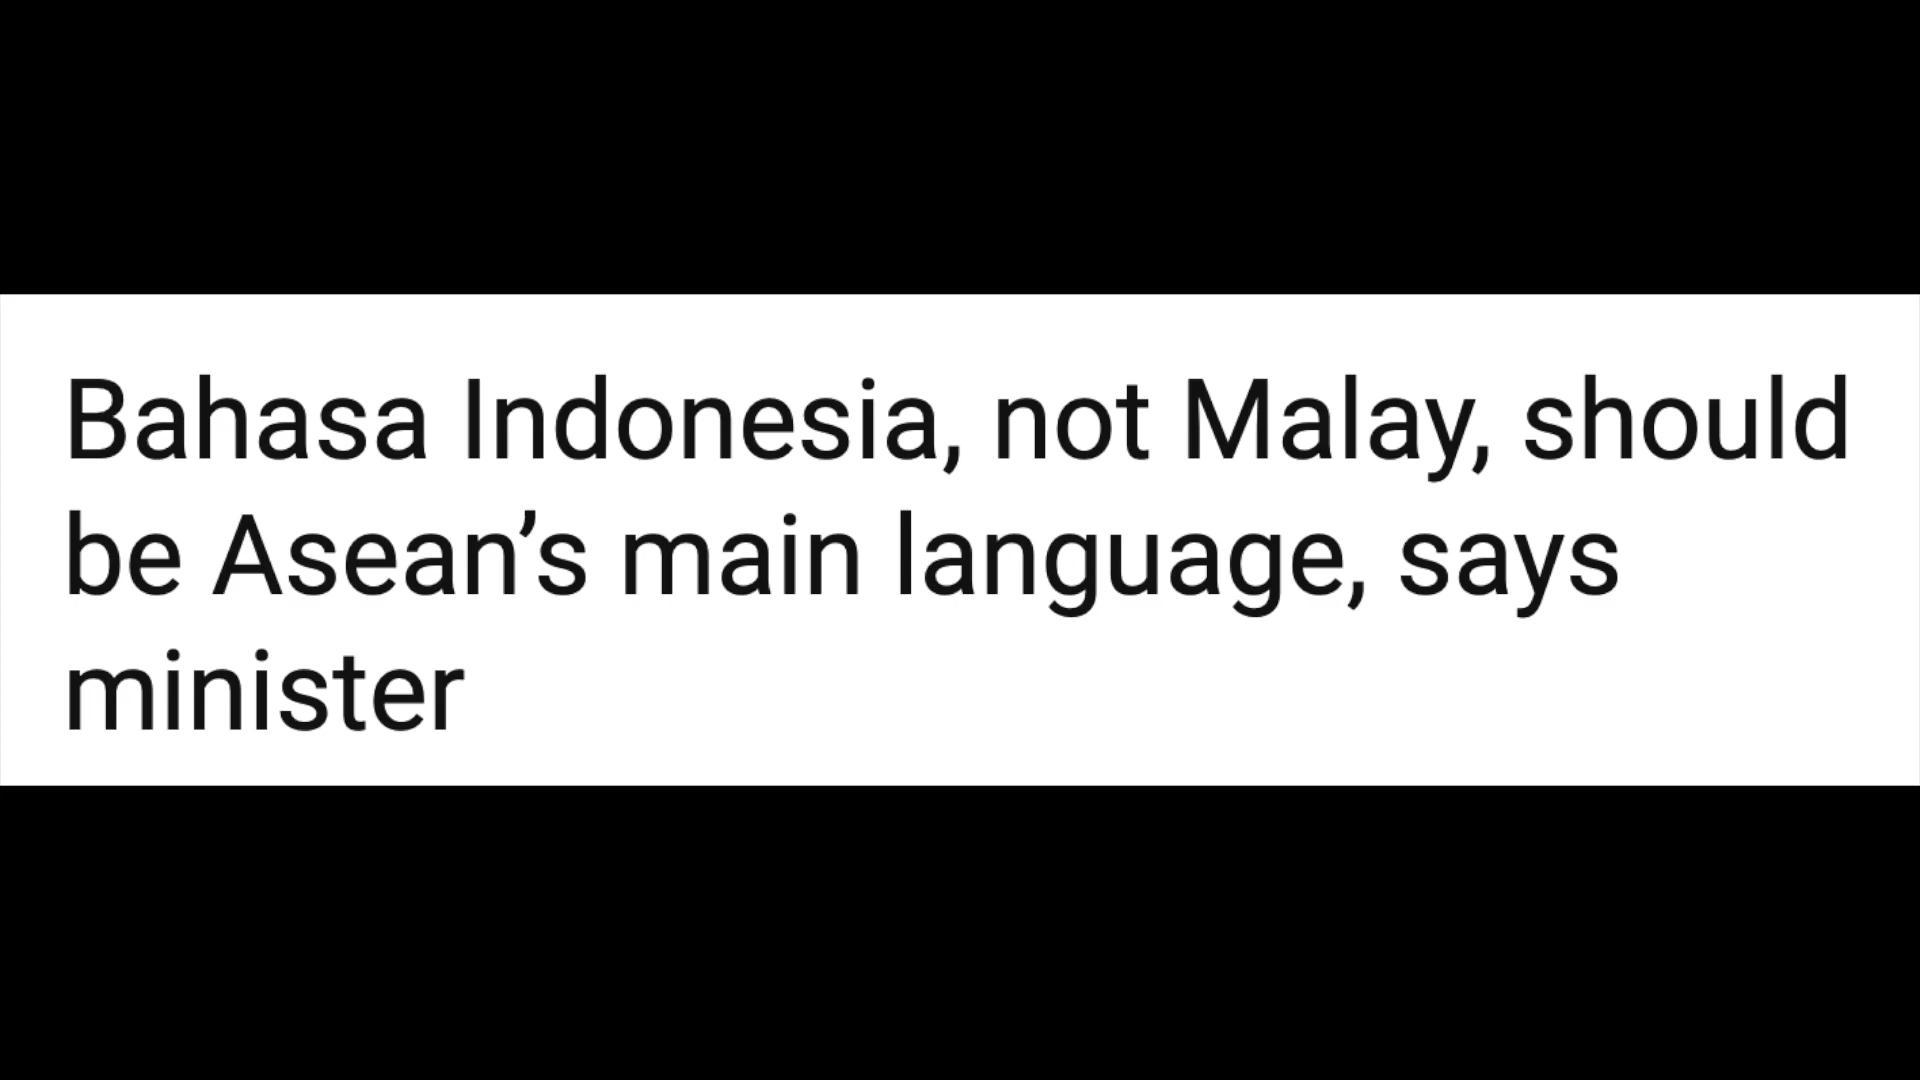 Bahasa Indonesia, not Malay, should
be Asean’s main language, says
minister